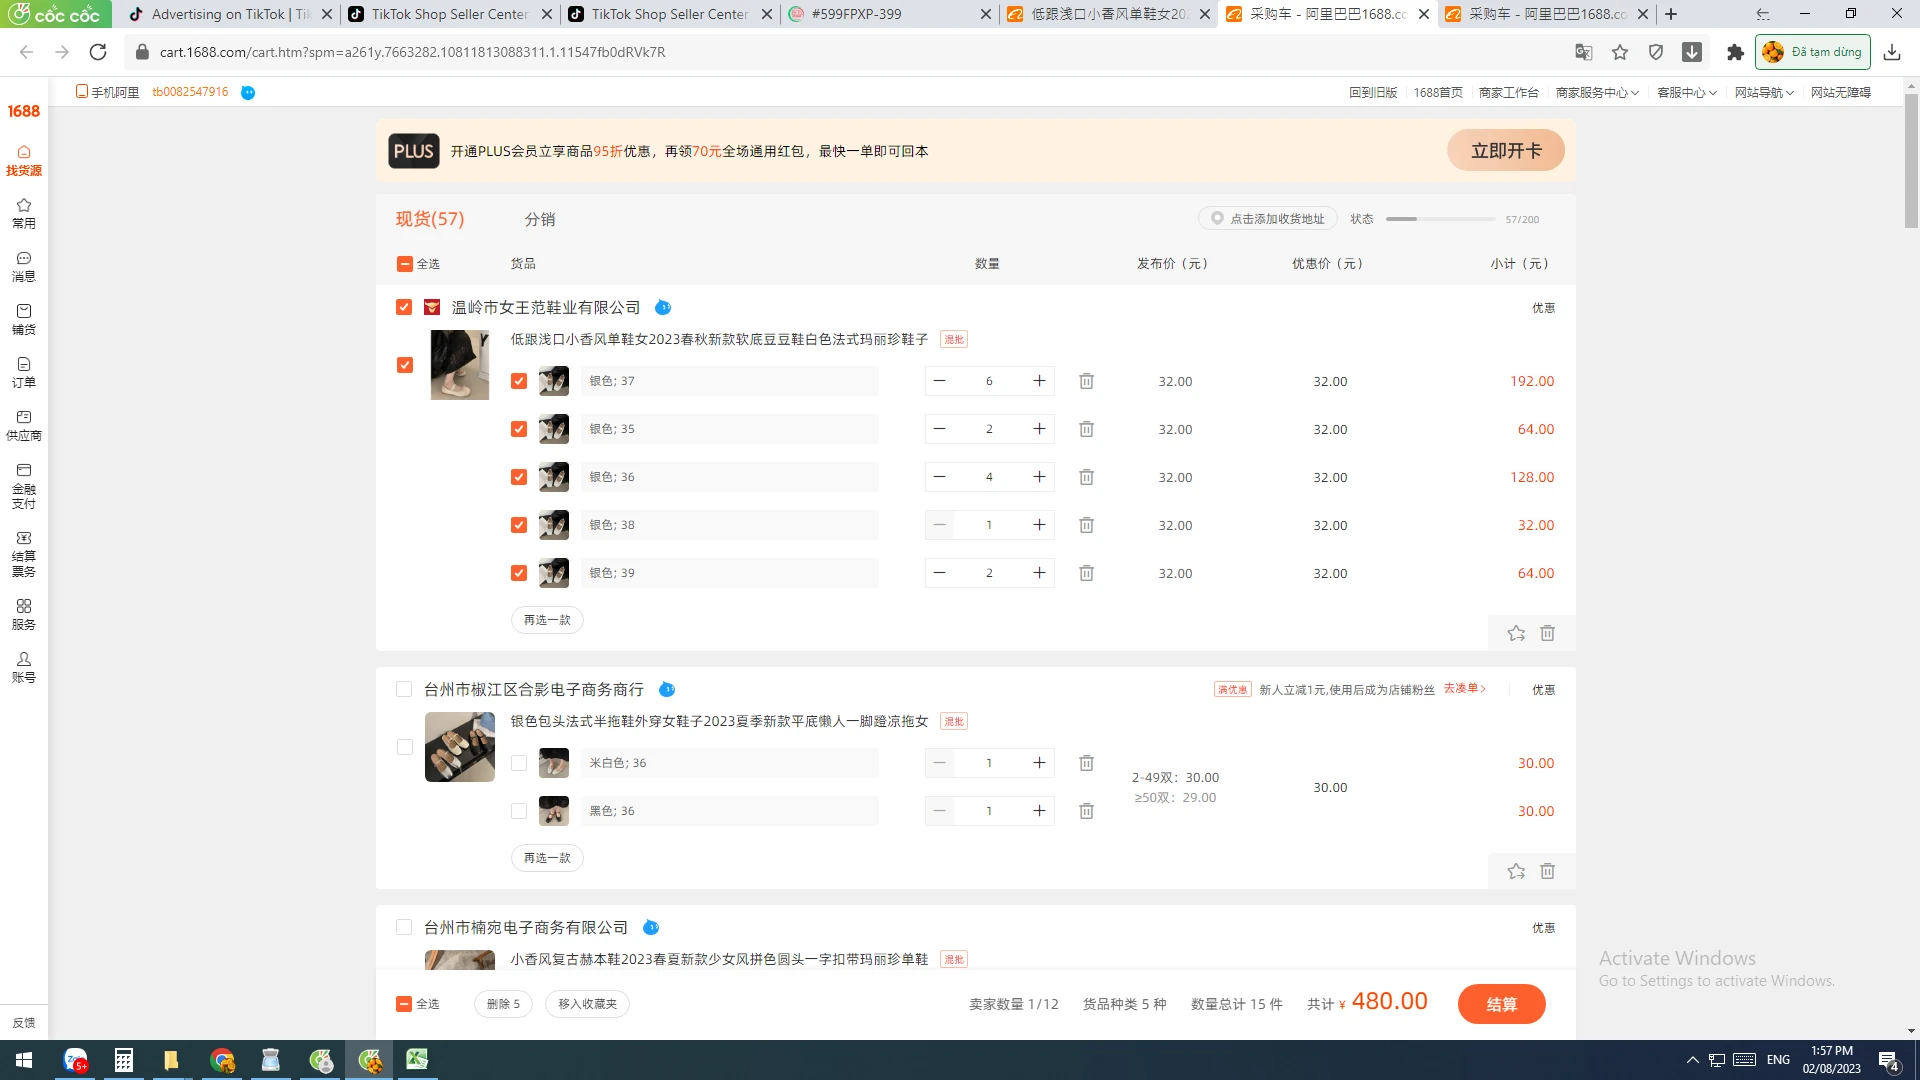 cốc cốc
Advertising on TikTok | Tik
TikTok Shop Seller Center
TikTok Shop Seller Center
#599FPXP-399
低跟浅口小香风单鞋女202
采购车 - 阿里巴巴1688.co
采购车 - 阿里巴巴1688.co
cart.1688.com/cart.htm?spm=a261y.7663282.10811813088311.1.11547fb0dRVk7R
Đã tạm dừng
手机阿里 tb0082547916
回到旧版 1688首页 商家工作台 商家服务中心 客服中心 网站导航 网站无障碍
1688
找货源
常用
消息
铺货
订单
供应商
金融
支付
结算
票务
服务
账号
反馈
PLUS 开通PLUS会员立享商品95折优惠，再领70元全场通用红包，最快一单即可回本 立即开卡
现货(57) 分销 点击添加收货地址 状态 57/200
全选 货品 数量 发布价（元） 优惠价（元） 小计（元）
温岭市女王范鞋业有限公司 优惠
低跟浅口小香风单鞋女2023春秋新款软底豆豆鞋白色法式玛丽珍鞋子 混批
银色; 37 6 32.00 32.00 192.00
银色; 35 2 32.00 32.00 64.00
银色; 36 4 32.00 32.00 128.00
银色; 38 1 32.00 32.00 32.00
银色; 39 2 32.00 32.00 64.00
再选一款
台州市椒江区合影电子商务商行 满优惠 新人立减1元,使用后成为店铺粉丝 去凑单> 优惠
银色包头法式半拖鞋外穿女鞋子2023夏季新款平底懒人一脚蹬凉拖女 混批
米白色; 36 1 30.00
2-49双：30.00 30.00
≥50双：29.00
黑色; 36 1 30.00
再选一款
台州市楠宛电子商务有限公司 优惠
小香风复古赫本鞋2023春夏新款少女风拼色圆头一字扣带玛丽珍单鞋 混批
Activate Windows
Go to Settings to activate Windows.
全选 删除 5 移入收藏夹 卖家数量 1/12 货品种类 5 种 数量总计 15 件 共计 ¥ 480.00 结算
Zalo 5+
ENG
1:57 PM
02/08/2023
4